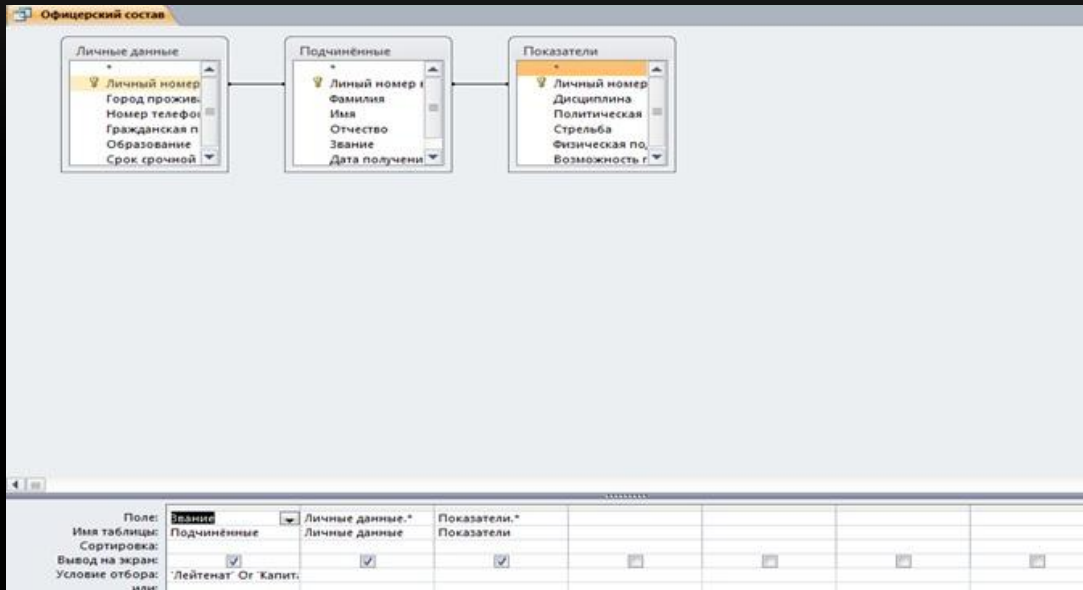 Офицерский состав
Личные данные
*
Личный номер
Город прожив
Номер телефо
Гражданская п
Образование
Срок срочной
Подчинённые
*
Линый номер
Фамилия
Имя
Отчество
Звание
Дата получени
Показатели
*
Личный номер
Дисциплина
Политическая
Стрельба
Физическая по
Возможность г
Поле: Звание Личные данные.* Показатели.*
Имя таблицы: Подчинённые Личные данные Показатели
Сортировка:
Вывод на экран:
Условие отбора: "Лейтенат" Or "Капит
или: